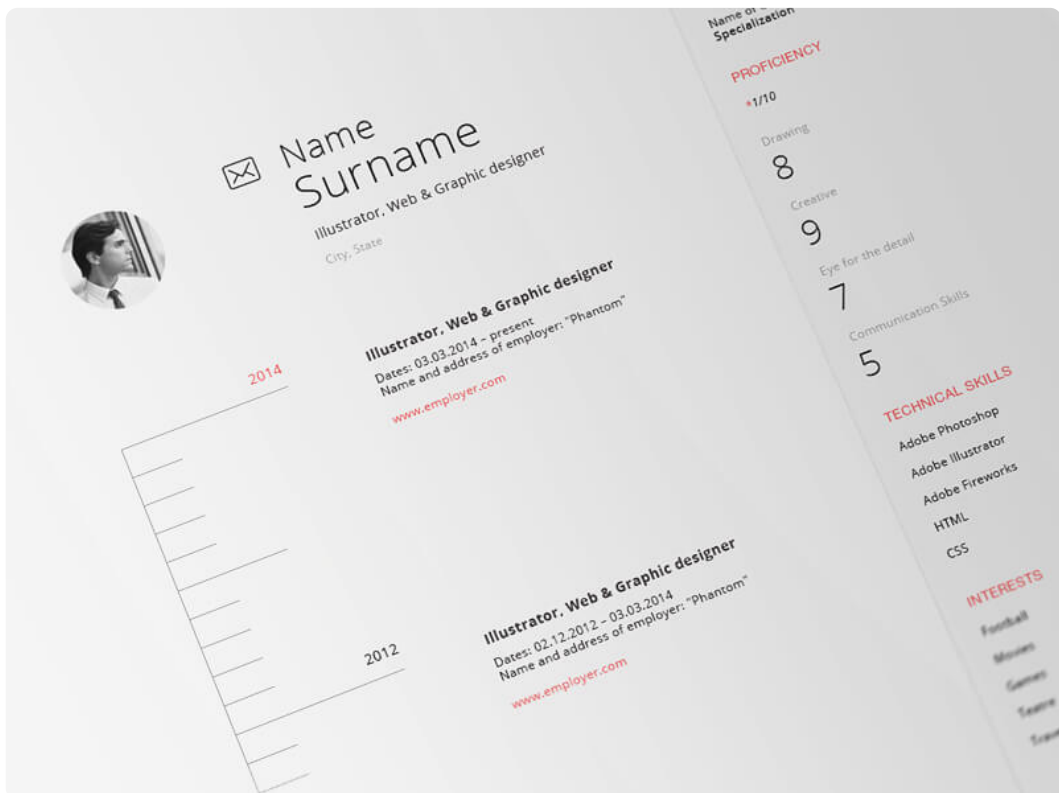 Name
Surname
Illustrator, Web & Graphic designer
City, State
2014
Illustrator, Web & Graphic designer
Dates: 03.03.2014 – present
Name and address of employer: "Phantom"
www.employer.com
2012
Illustrator, Web & Graphic designer
Dates: 02.12.2012 – 03.03.2014
Name and address of employer: "Phantom"
www.employer.com
Name of
Specialization
PROFICIENCY
*1/10
Drawing
8
Creative
9
Eye for the detail
7
Communication Skills
5
TECHNICAL SKILLS
Adobe Photoshop
Adobe Illustrator
Adobe Fireworks
HTML
CSS
INTERESTS
Football
Movies
Games
Teatre